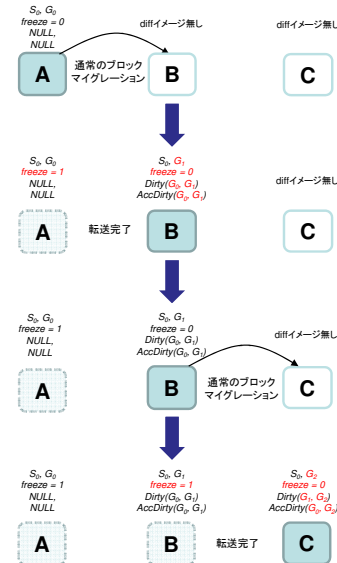 S0, G0
freeze = 0
NULL,
NULL
A
通常のブロック
マイグレーション
diffイメージ無し
B
diffイメージ無し
C
S0, G0
freeze = 1
NULL,
NULL
A
転送完了
S0, G1
freeze = 0
Dirty(G0, G1)
AccDirty(G0, G1)
B
diffイメージ無し
C
S0, G0
freeze = 1
NULL,
NULL
A
S0, G1
freeze = 0
Dirty(G0, G1)
AccDirty(G0, G1)
B
通常のブロック
マイグレーション
diffイメージ無し
C
S0, G0
freeze = 1
NULL,
NULL
A
S0, G1
freeze = 1
Dirty(G0, G1)
AccDirty(G0, G1)
B
転送完了
S0, G2
freeze = 0
Dirty(G1, G2)
AccDirty(G0, G2)
C